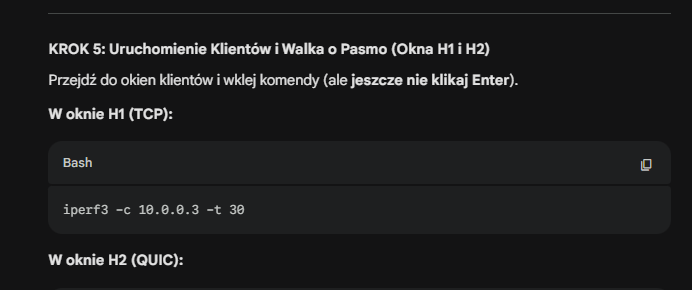 KROK 5: Uruchomienie Klientów i Walka o Pasmo (Okna H1 i H2)
Przejdź do okien klientów i wklej komendy (ale jeszcze nie klikaj Enter).
W oknie H1 (TCP):
Bash
iperf3 -c 10.0.0.3 -t 30
W oknie H2 (QUIC):